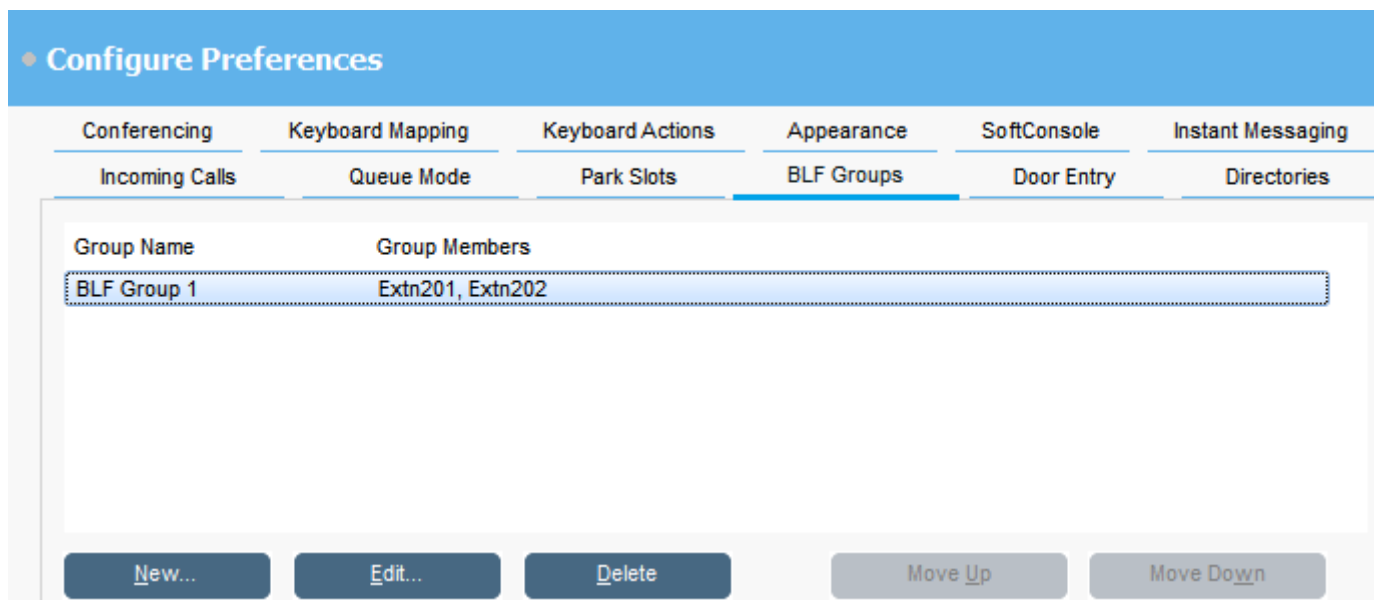 Configure Preferences
Conferencing Keyboard Mapping Keyboard Actions Appearance SoftConsole Instant Messaging
Incoming Calls Queue Mode Park Slots BLF Groups Door Entry Directories
Group Name Group Members
BLF Group 1 Extn201, Extn202
New... Edit... Delete Move Up Move Down